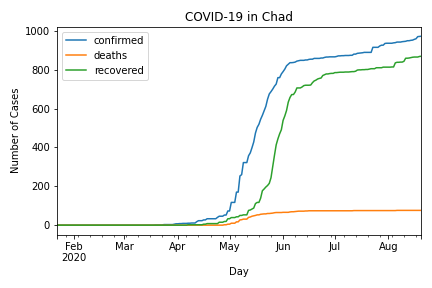 COVID-19 in Chad
confirmed
deaths
recovered
Number of Cases
1000
800
600
400
200
0
Feb
2020
Mar
Apr
May
Jun
Jul
Aug
Day